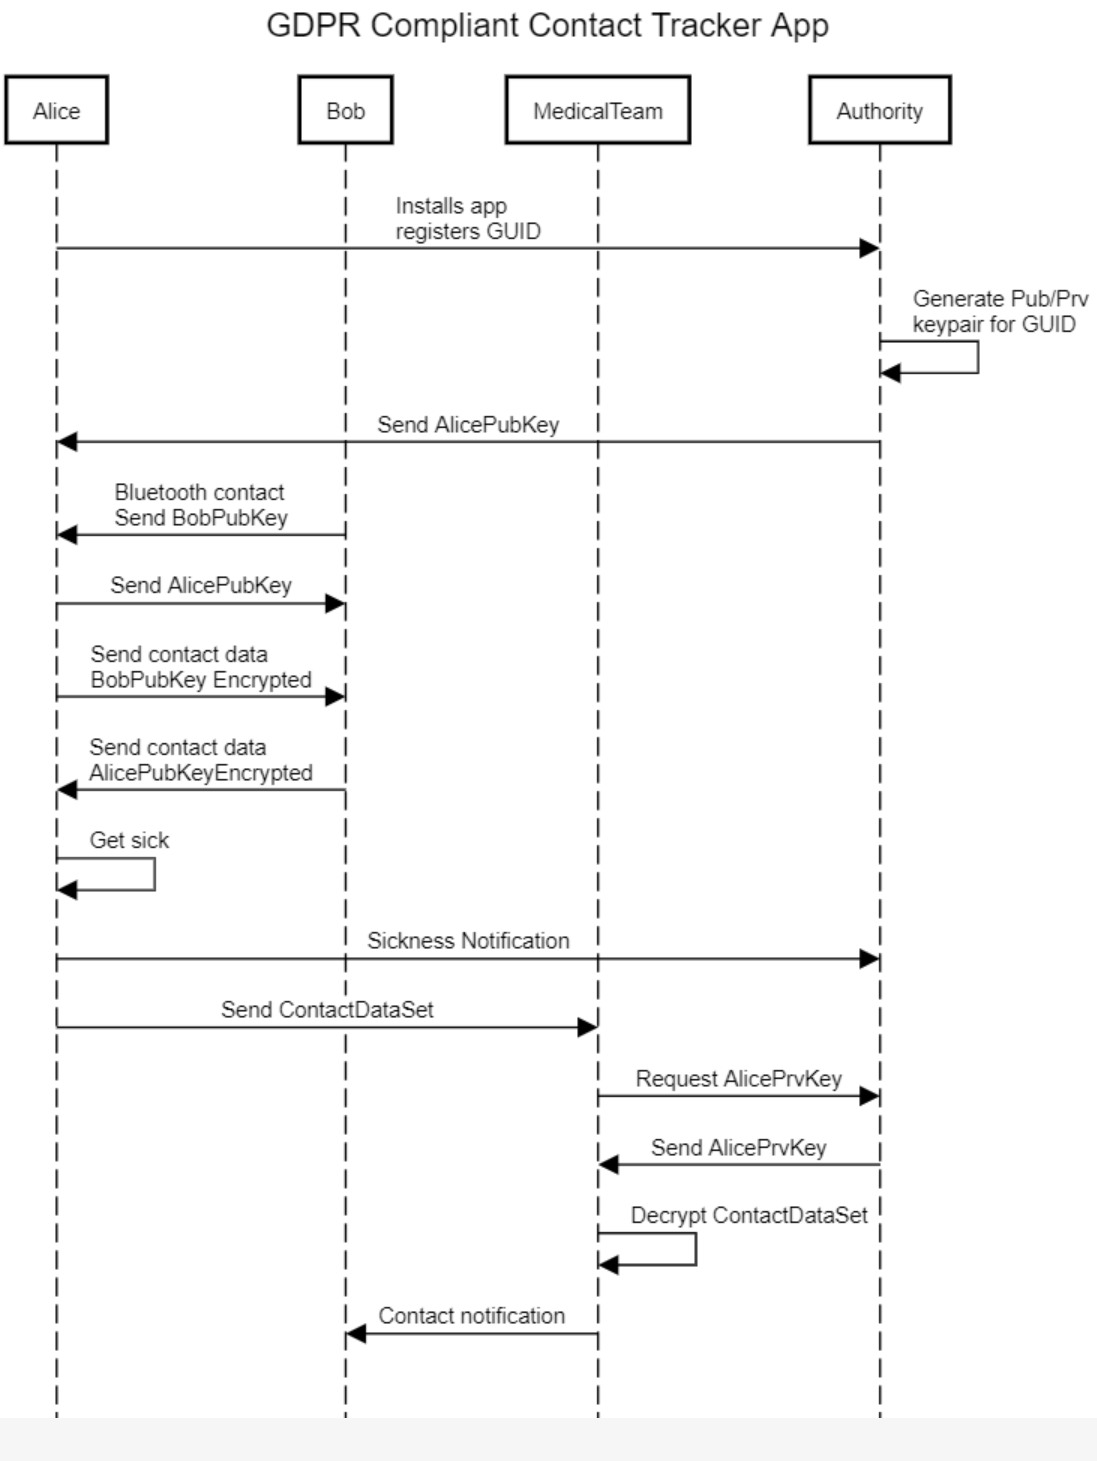 GDPR Compliant Contact Tracker App
Alice
Bob
MedicalTeam
Authority
Installs app
registers GUID
Generate Pub/Prv
keypair for GUID
Send AlicePubKey
Bluetooth contact
Send BobPubKey
Send AlicePubKey
Send contact data
BobPubKey Encrypted
Send contact data
AlicePubKeyEncrypted
Get sick
Sickness Notification
Send ContactDataSet
Request AlicePrvKey
Send AlicePrvKey
Decrypt ContactDataSet
Contact notification